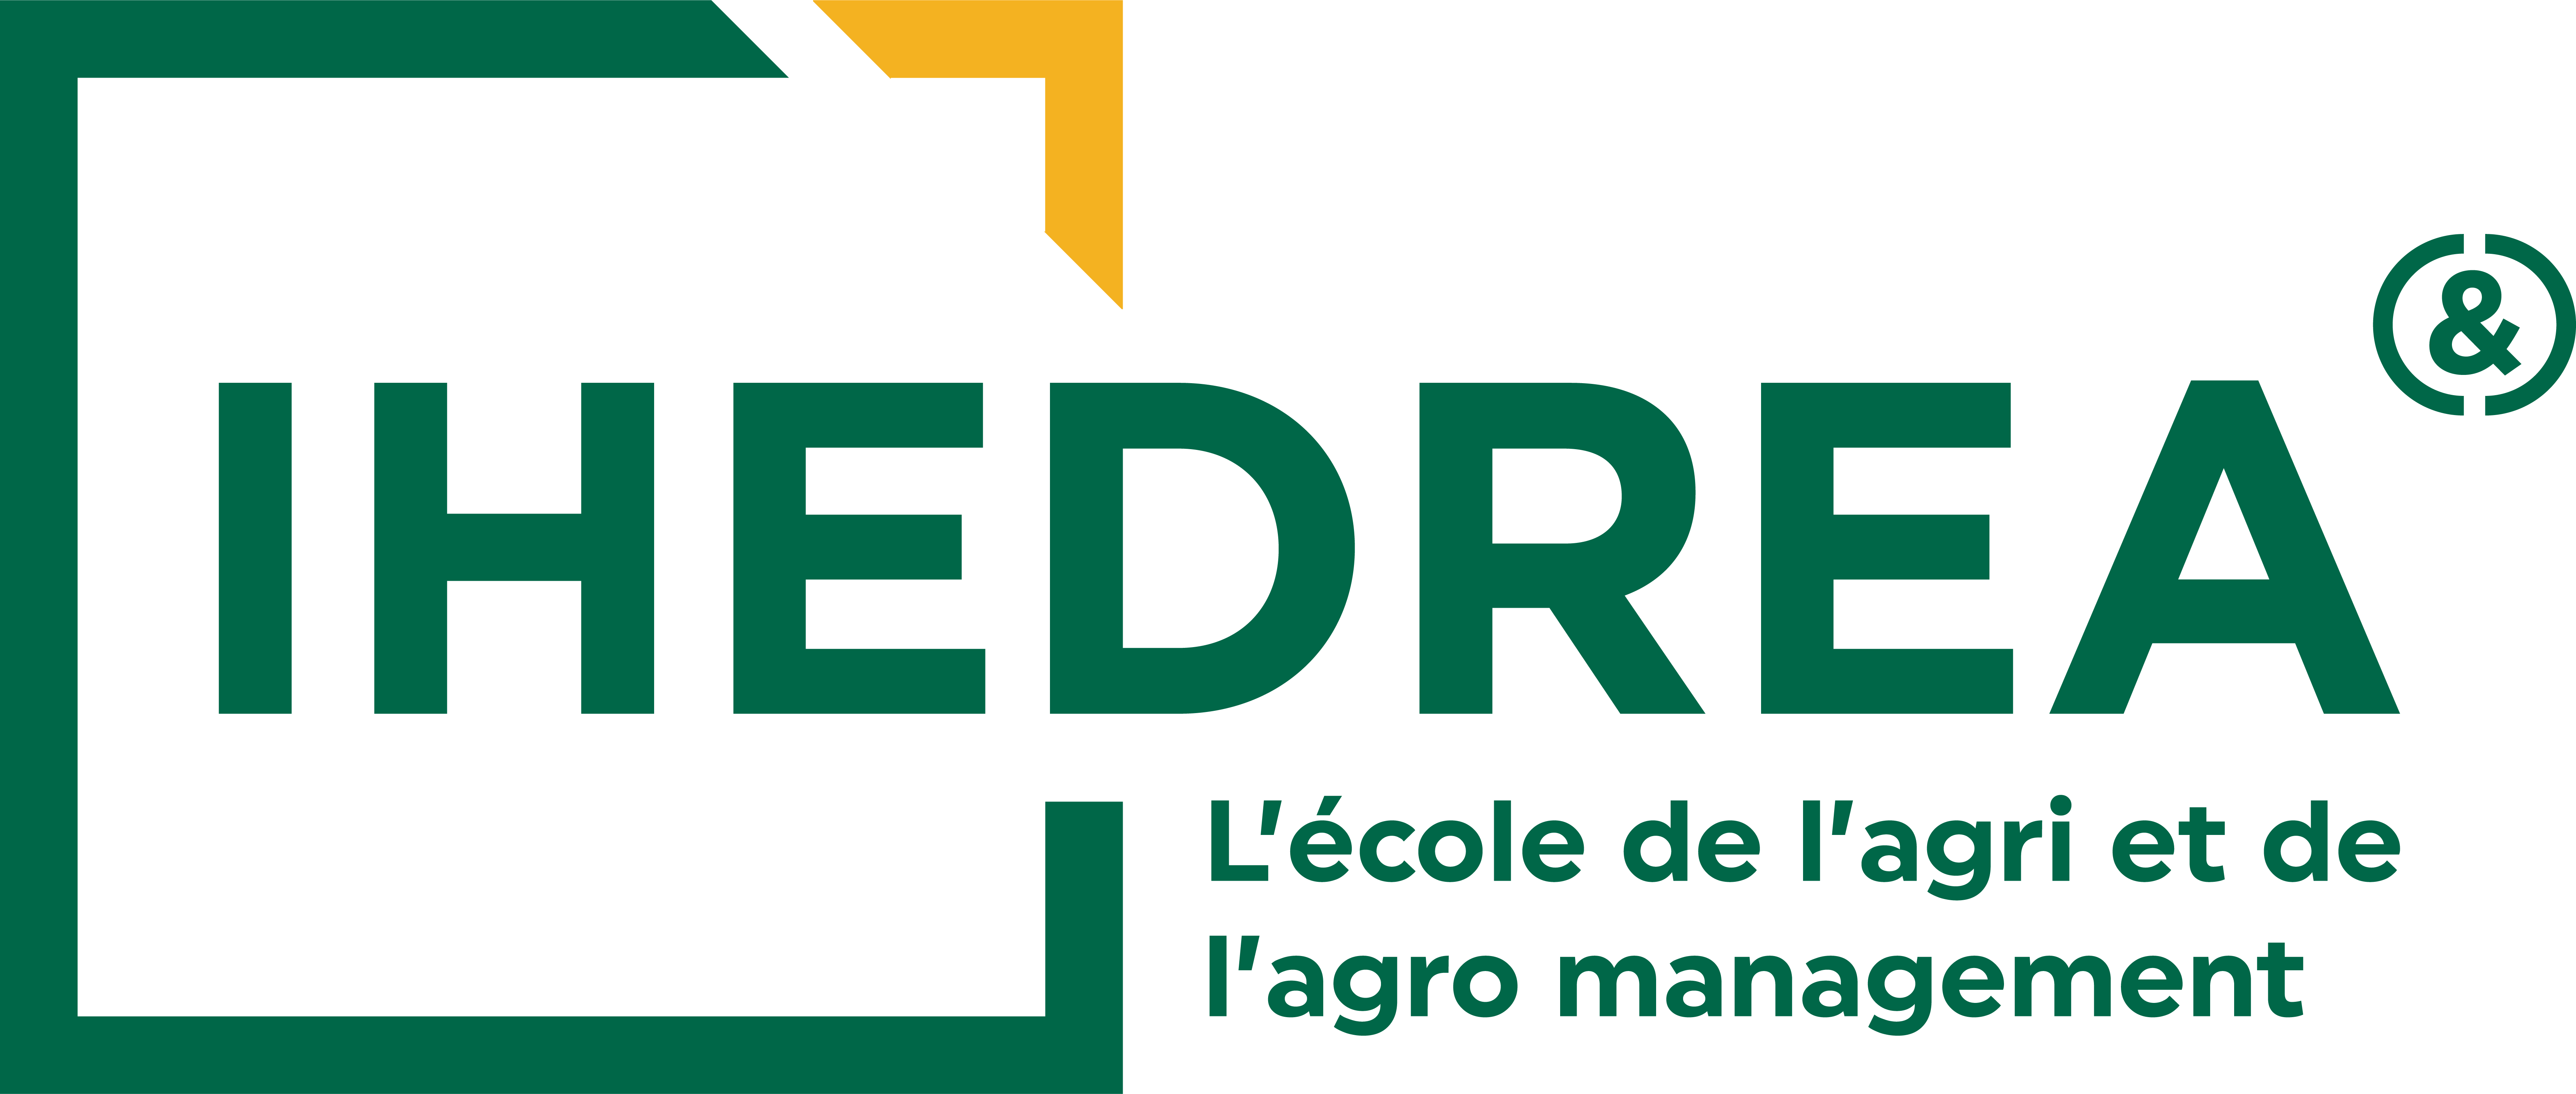 &
IHEDREA
L'école de l'agri et de
l'agro management